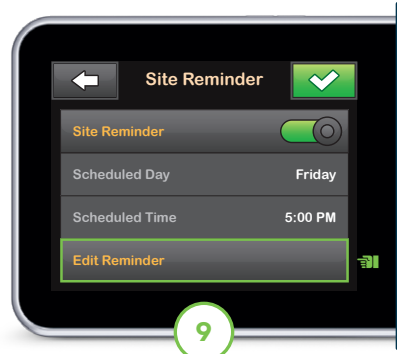 Site Reminder
Site Reminder
Scheduled Day Friday
Scheduled Time 5:00 PM
Edit Reminder
9